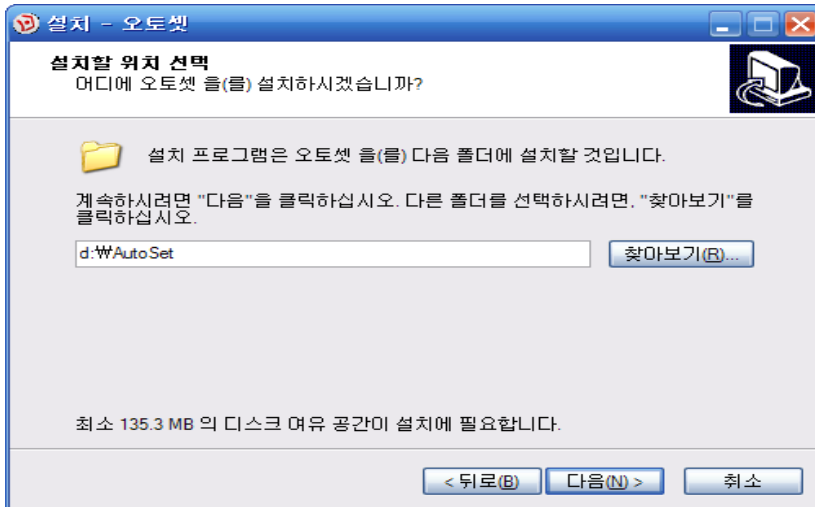 설치 - 오토셋
설치할 위치 선택
어디에 오토셋 을(를) 설치하시겠습니까?
설치 프로그램은 오토셋 을(를) 다음 폴더에 설치할 것입니다.
계속하시려면 "다음"을 클릭하십시오. 다른 폴더를 선택하시려면, "찾아보기"를
클릭하십시오.
d:₩AutoSet
찾아보기(R)...
최소 135.3 MB 의 디스크 여유 공간이 설치에 필요합니다.
< 뒤로(B)
다음(N) >
취소